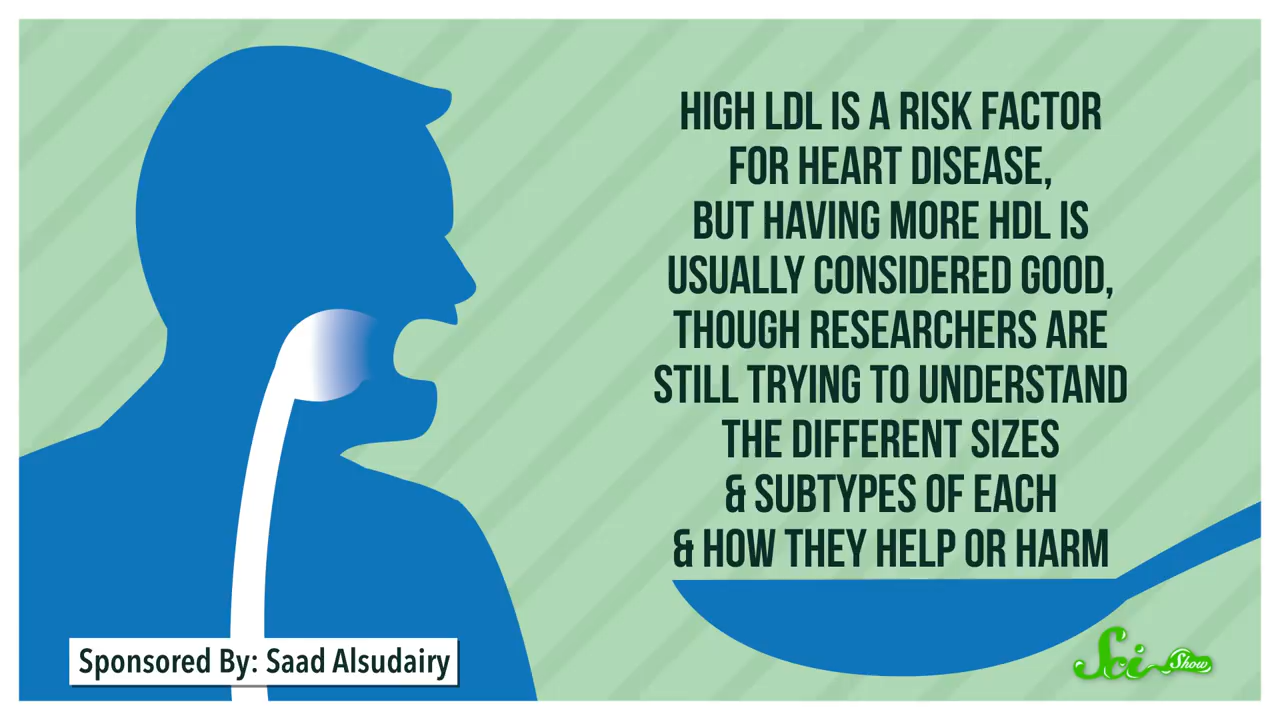 HIGH LDL IS A RISK FACTOR
FOR HEART DISEASE,
BUT HAVING MORE HDL IS
USUALLY CONSIDERED GOOD,
THOUGH RESEARCHERS ARE
STILL TRYING TO UNDERSTAND
THE DIFFERENT SIZES
& SUBTYPES OF EACH
& HOW THEY HELP OR HARM
Sponsored By: Saad Alsudairy
Sci Show